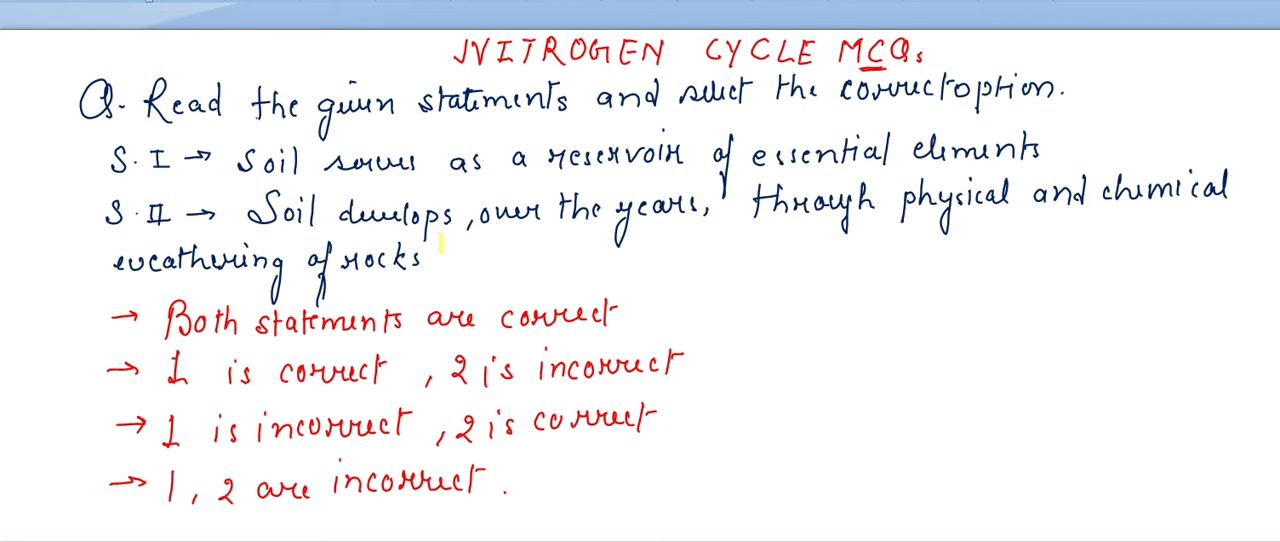 NITROGEN CYCLE MCQs
Q. Read the given statements and select the correct option.
S.I → Soil serves as a reservoir of essential elements
S.II → Soil develops, over the years, through physical and chemical
weathering of rocks
→ Both statements are correct
→ 1 is correct, 2 is incorrect
→ 1 is incorrect, 2 is correct
→ 1, 2 are incorrect.